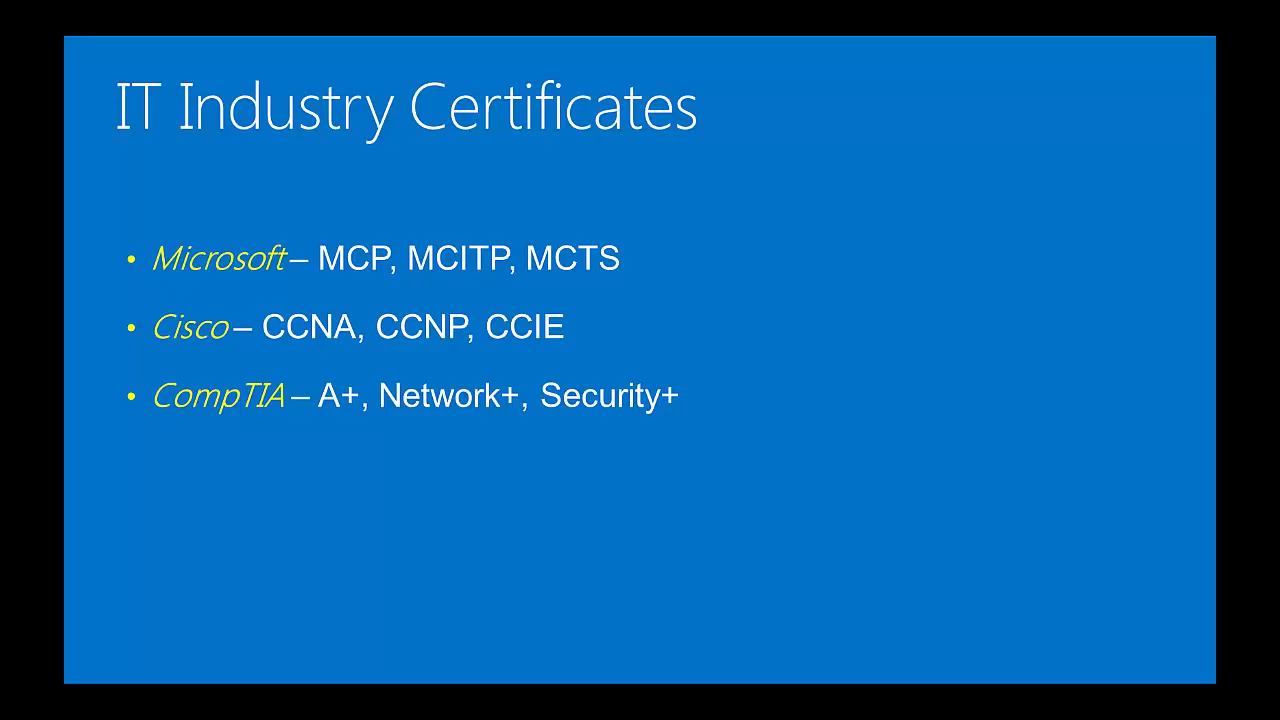 IT Industry Certificates
• Microsoft – MCP, MCITP, MCTS
• Cisco – CCNA, CCNP, CCIE
• CompTIA – A+, Network+, Security+